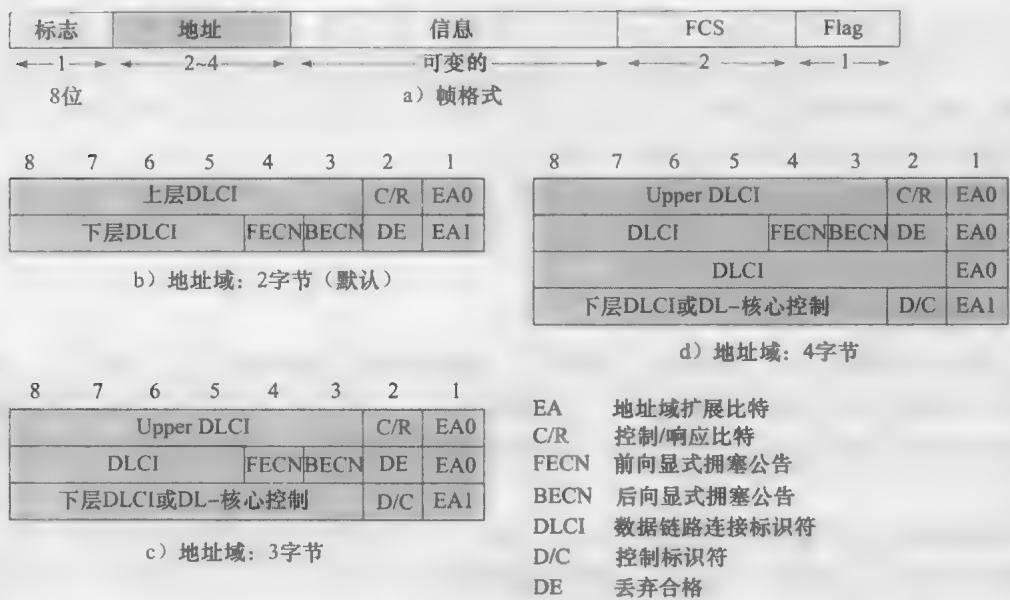 标志 地址 信息 FCS Flag
1 2~4 可变的 2 1
8位
a）帧格式
8 7 6 5 4 3 2 1
上层DLCI C/R EA0
下层DLCI FECN BECN DE EA1
b）地址域：2字节（默认）
8 7 6 5 4 3 2 1
Upper DLCI C/R EA0
DLCI FECN BECN DE EA0
下层DLCI或DL-核心控制 D/C EA1
c）地址域：3字节
8 7 6 5 4 3 2 1
Upper DLCI C/R EA0
DLCI FECN BECN DE EA0
DLCI EA0
下层DLCI或DL-核心控制 D/C EA1
d）地址域：4字节
EA 地址域扩展比特
C/R 控制/响应比特
FECN 前向显式拥塞公告
BECN 后向显式拥塞公告
DLCI 数据链路连接标识符
D/C 控制标识符
DE 丢弃合格